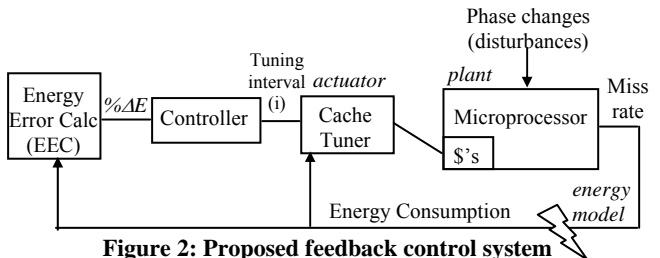 Phase changes
(disturbances)
Tuning
interval
(i)
actuator
plant
Miss
rate
Energy
Error Calc
(EEC)
%ΔE
Controller
Cache
Tuner
Microprocessor
$'s
Energy Consumption
energy
model
Figure 2: Proposed feedback control system